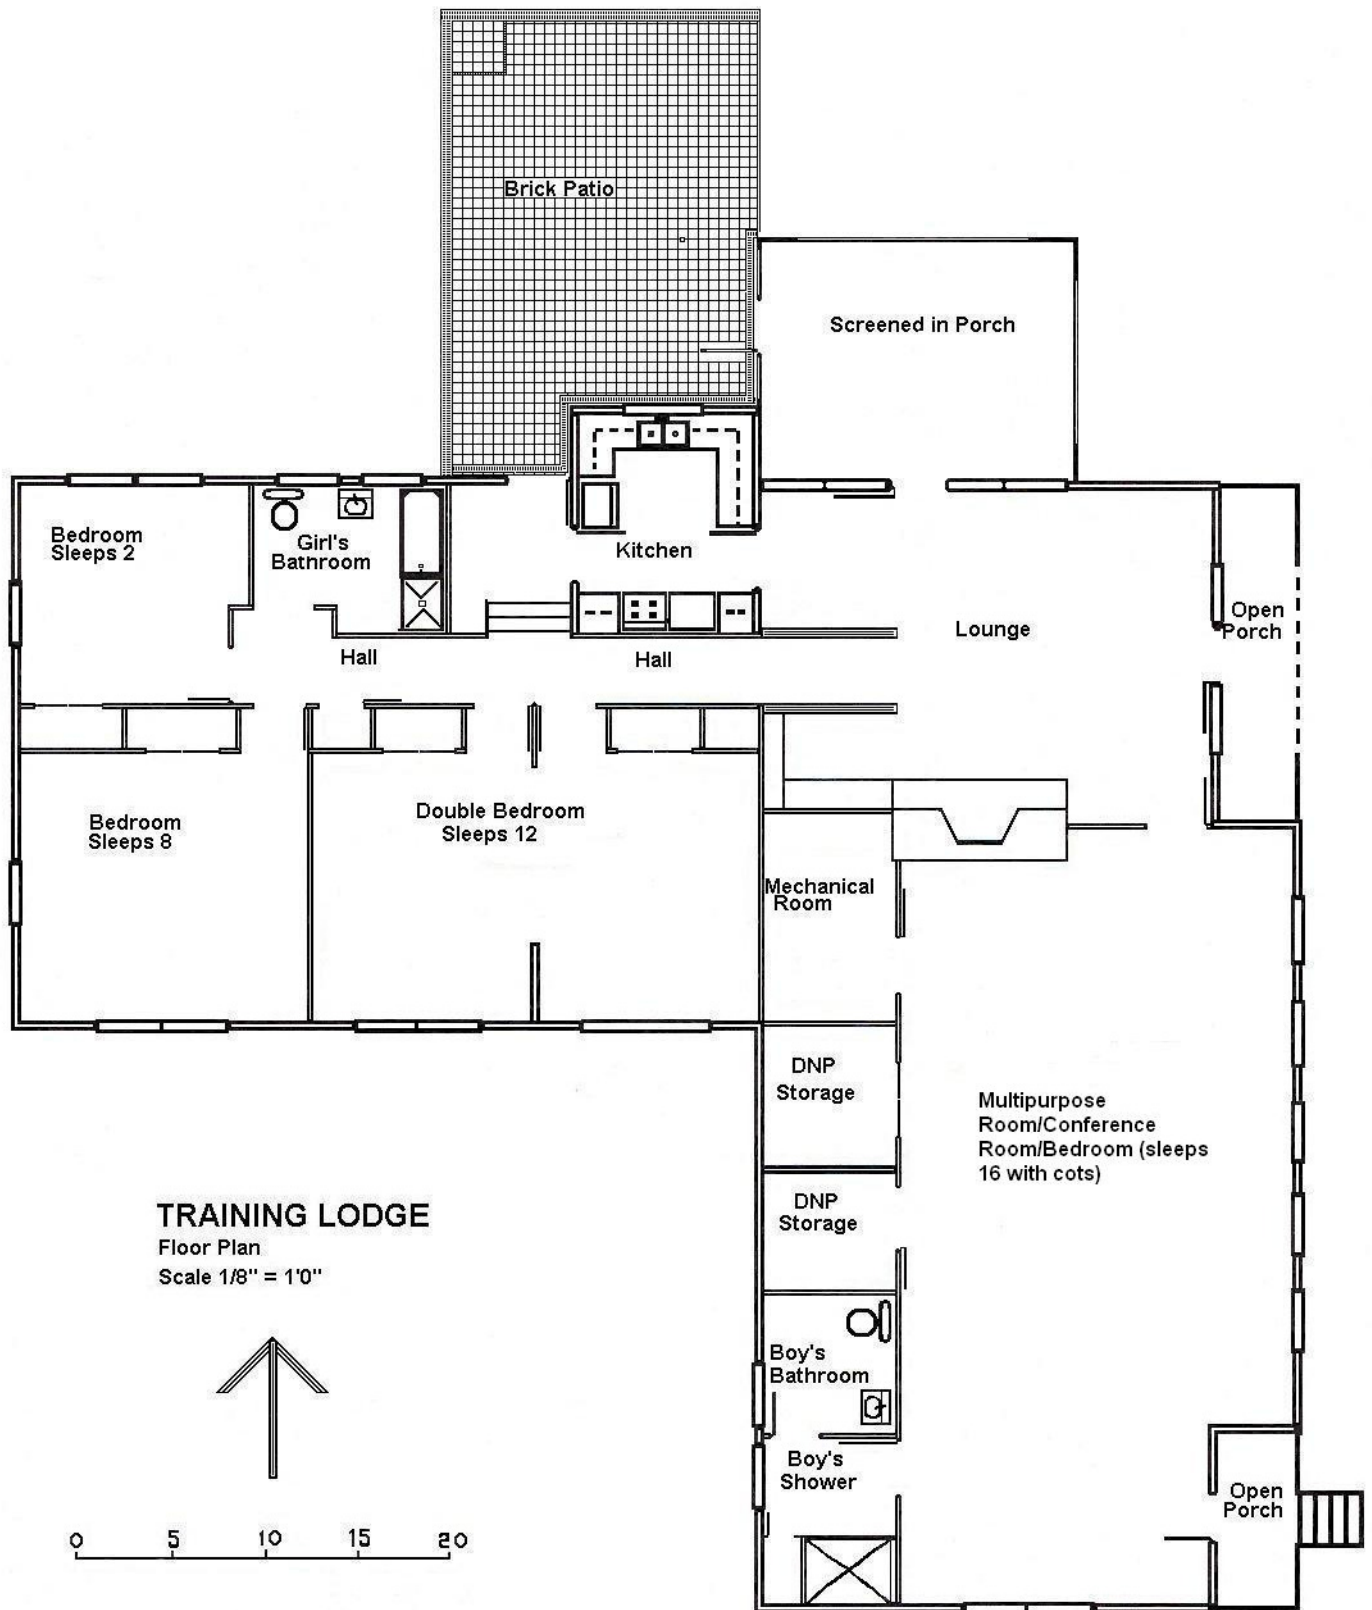 Brick Patio
Screened in Porch
Bedroom
Sleeps 2
Girl's
Bathroom
Kitchen
Open
Porch
Lounge
Hall
Hall
Bedroom
Sleeps 8
Double Bedroom
Sleeps 12
Mechanical
Room
DNP
Storage
Multipurpose
Room/Conference
Room/Bedroom (sleeps
16 with cots)
DNP
Storage
TRAINING LODGE
Floor Plan
Scale 1/8" = 1'0"
Boy's
Bathroom
Boy's
Shower
Open
Porch
0 5 10 15 20